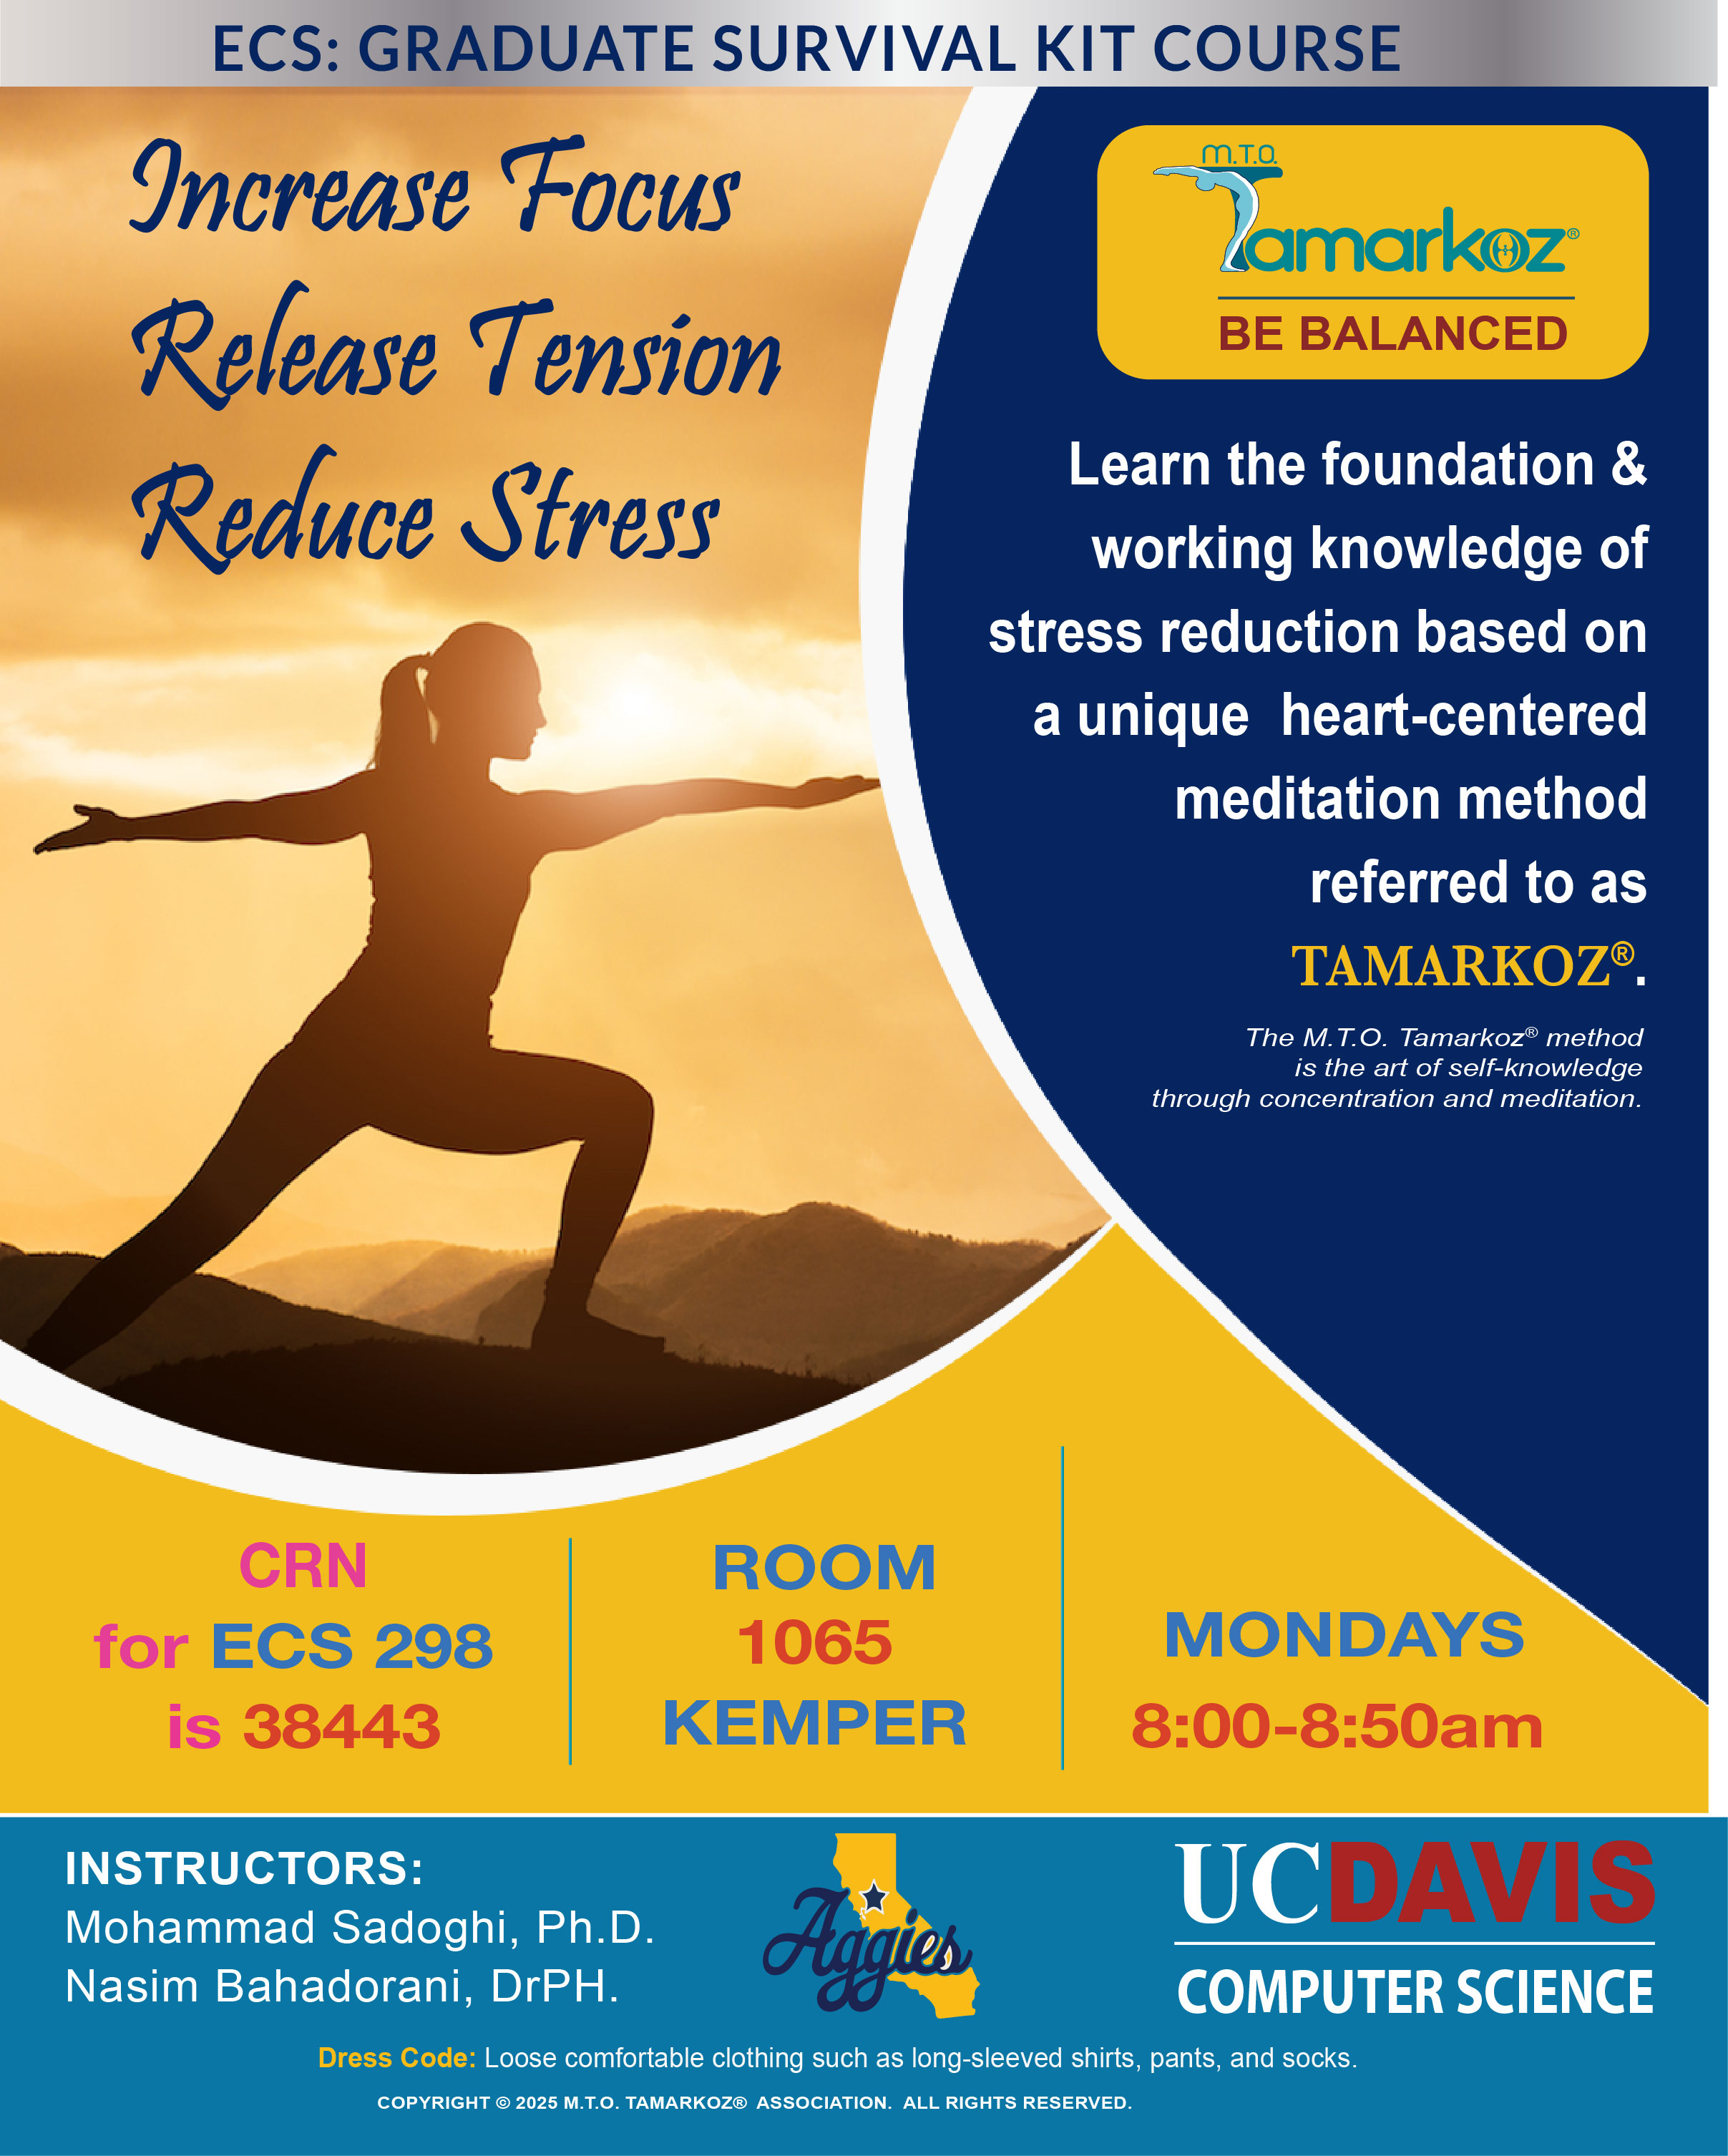 ECS: GRADUATE SURVIVAL KIT COURSE
Increase Focus
Release Tension
Reduce Stress
M.T.O.
Tamarkoz®
BE BALANCED
Learn the foundation &
working knowledge of
stress reduction based on
a unique  heart-centered
meditation method
referred to as
TAMARKOZ®.
The M.T.O. Tamarkoz® method
is the art of self-knowledge
through concentration and meditation.
CRN
for ECS 298
is 38443
ROOM
1065
KEMPER
MONDAYS
8:00-8:50am
INSTRUCTORS:
Mohammad Sadoghi, Ph.D.
Nasim Bahadorani, DrPH.
Aggies
UCDAVIS
COMPUTER SCIENCE
Dress Code: Loose comfortable clothing such as long-sleeved shirts, pants, and socks.
COPYRIGHT © 2025 M.T.O. TAMARKOZ®  ASSOCIATION.  ALL RIGHTS RESERVED.